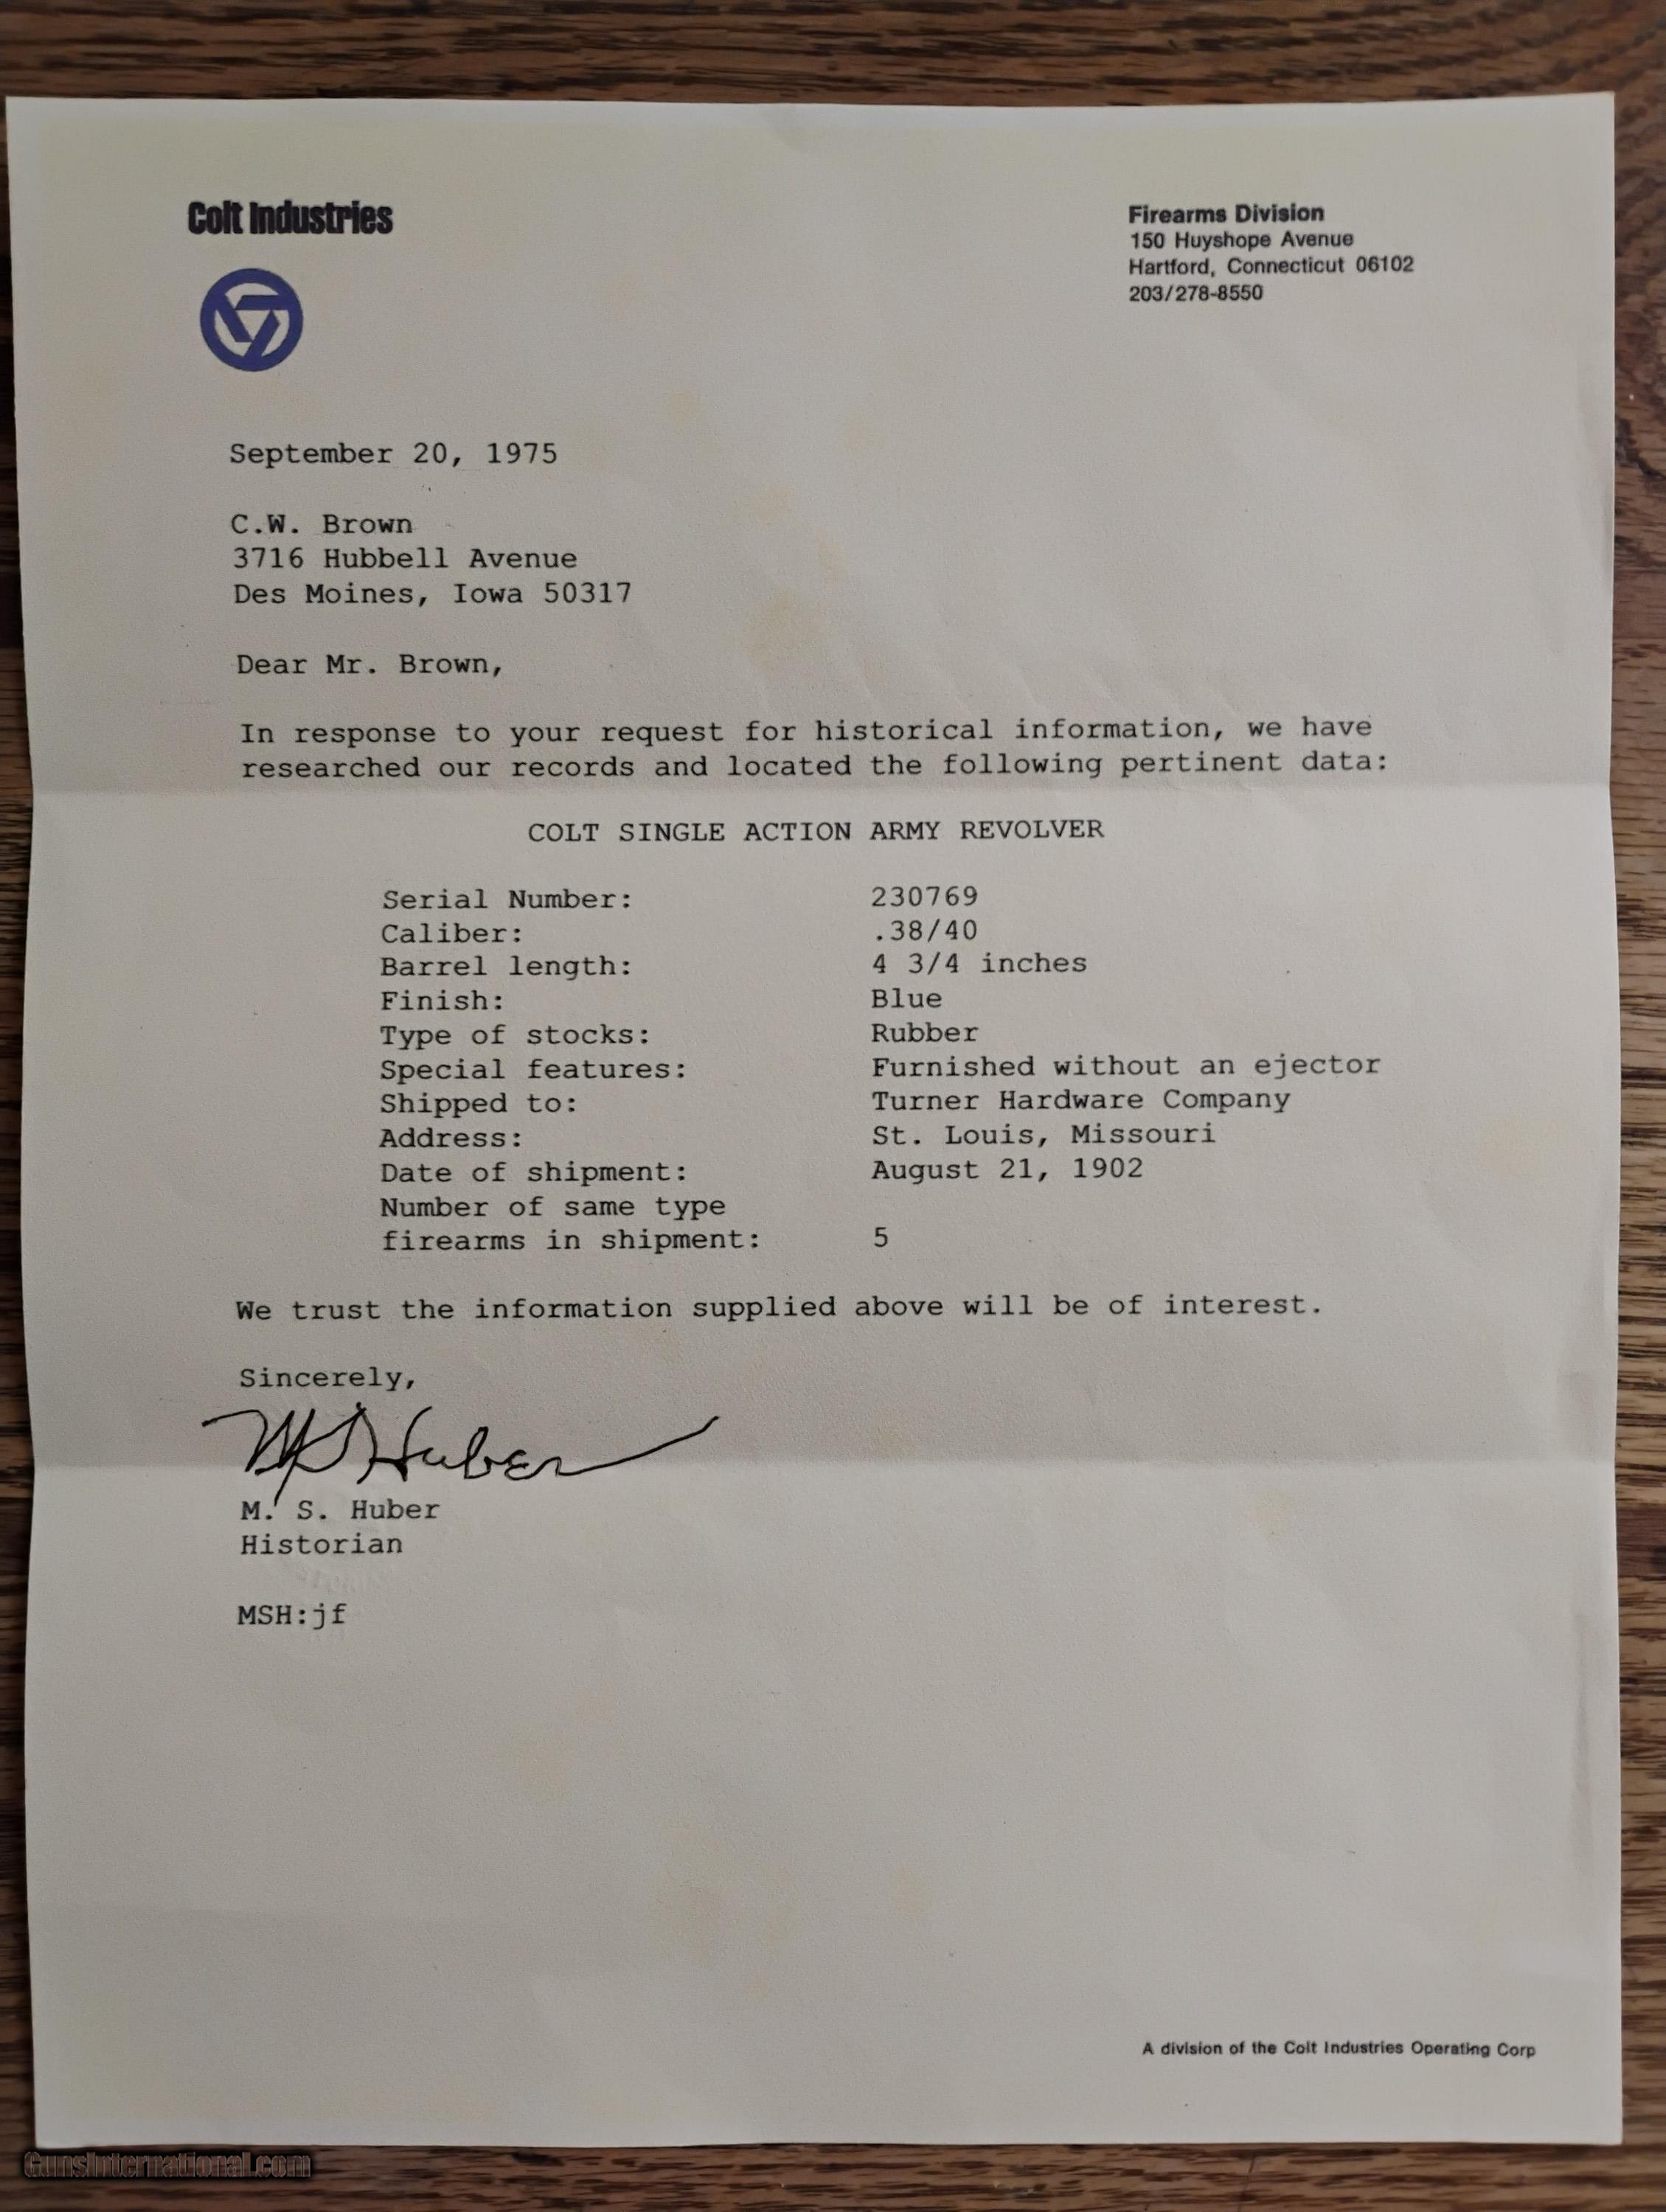 Colt Industries
Firearms Division
150 Huyshope Avenue
Hartford, Connecticut 06102
203/278-8550
September 20, 1975
C.W. Brown
3716 Hubbell Avenue
Des Moines, Iowa 50317
Dear Mr. Brown,
In response to your request for historical information, we have
researched our records and located the following pertinent data:
COLT SINGLE ACTION ARMY REVOLVER
Serial Number: 230769
Caliber: .38/40
Barrel length: 4 3/4 inches
Finish: Blue
Type of stocks: Rubber
Special features: Furnished without an ejector
Shipped to: Turner Hardware Company
Address: St. Louis, Missouri
Date of shipment: August 21, 1902
Number of same type
firearms in shipment: 5
We trust the information supplied above will be of interest.
Sincerely,
MS Huber
M. S. Huber
Historian
MSH:jf
A division of the Colt Industries Operating Corp
GunsInternational.com